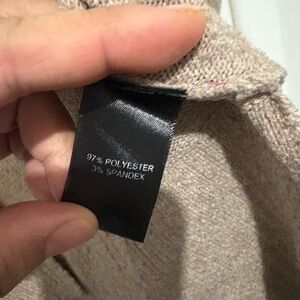 97% POLYESTER
3% SPANDEX